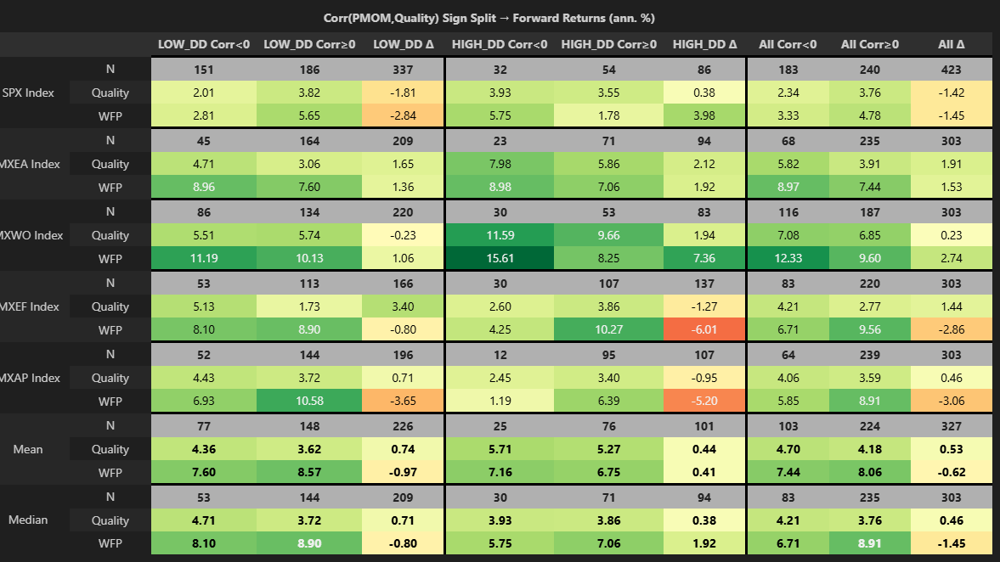 Corr(PMOM,Quality) Sign Split → Forward Returns (ann. %)
LOW_DD Corr<0 LOW_DD Corr≥0 LOW_DD Δ HIGH_DD Corr<0 HIGH_DD Corr≥0 HIGH_DD Δ All Corr<0 All Corr≥0 All Δ
N 151 186 337 32 54 86 183 240 423
SPX Index Quality 2.01 3.82 -1.81 3.93 3.55 0.38 2.34 3.76 -1.42
WFP 2.81 5.65 -2.84 5.75 1.78 3.98 3.33 4.78 -1.45
N 45 164 209 23 71 94 68 235 303
MXEA Index Quality 4.71 3.06 1.65 7.98 5.86 2.12 5.82 3.91 1.91
WFP 8.96 7.60 1.36 8.98 7.06 1.92 8.97 7.44 1.53
N 86 134 220 30 53 83 116 187 303
MXWO Index Quality 5.51 5.74 -0.23 11.59 9.66 1.94 7.08 6.85 0.23
WFP 11.19 10.13 1.06 15.61 8.25 7.36 12.33 9.60 2.74
N 53 113 166 30 107 137 83 220 303
MXEF Index Quality 5.13 1.73 3.40 2.60 3.86 -1.27 4.21 2.77 1.44
WFP 8.10 8.90 -0.80 4.25 10.27 -6.01 6.71 9.56 -2.86
N 52 144 196 12 95 107 64 239 303
MXAP Index Quality 4.43 3.72 0.71 2.45 3.40 -0.95 4.06 3.59 0.46
WFP 6.93 10.58 -3.65 1.19 6.39 -5.20 5.85 8.91 -3.06
N 77 148 226 25 76 101 103 224 327
Mean Quality 4.36 3.62 0.74 5.71 5.27 0.44 4.70 4.18 0.53
WFP 7.60 8.57 -0.97 7.16 6.75 0.41 7.44 8.06 -0.62
N 53 144 209 30 71 94 83 235 303
Median Quality 4.71 3.72 0.71 3.93 3.86 0.38 4.21 3.76 0.46
WFP 8.10 8.90 -0.80 5.75 7.06 1.92 6.71 8.91 -1.45